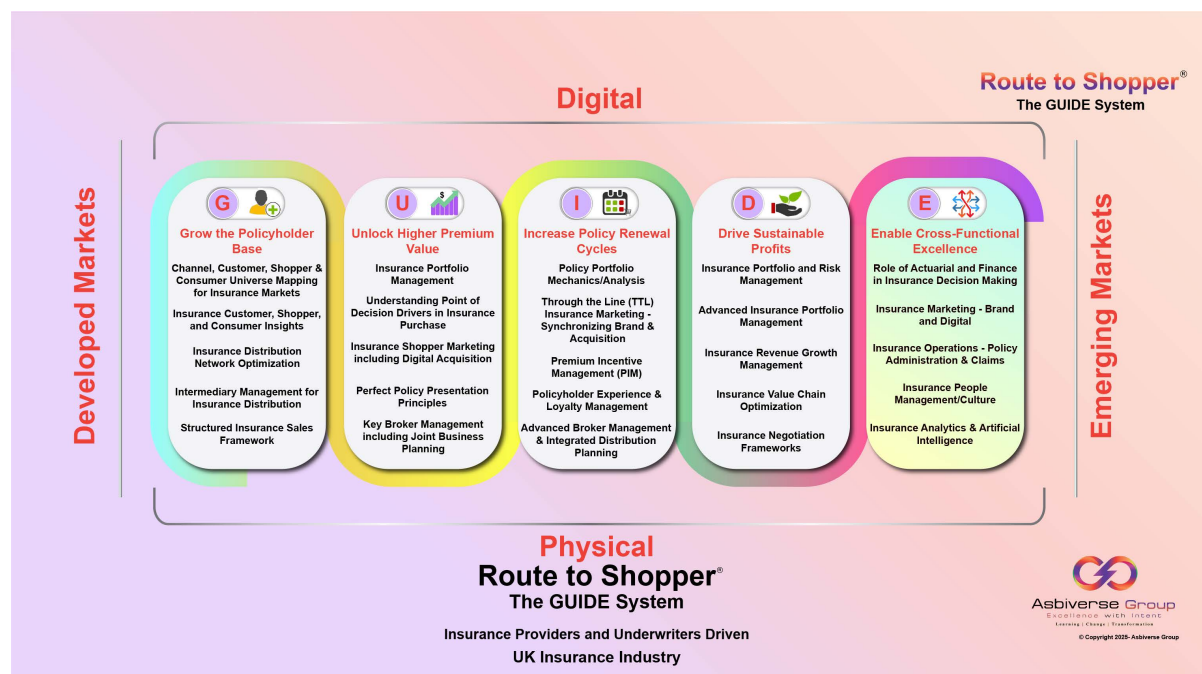 Route to Shopper®
The GUIDE System
Digital
Developed Markets
Emerging Markets
G
Grow the Policyholder
Base
Channel, Customer, Shopper &
Consumer Universe Mapping
for Insurance Markets
Insurance Customer, Shopper,
and Consumer Insights
Insurance Distribution
Network Optimization
Intermediary Management for
Insurance Distribution
Structured Insurance Sales
Framework
U
$
Unlock Higher Premium
Value
Insurance Portfolio
Management
Understanding Point of
Decision Drivers in Insurance
Purchase
Insurance Shopper Marketing
including Digital Acquisition
Perfect Policy Presentation
Principles
Key Broker Management
including Joint Business
Planning
I
Increase Policy Renewal
Cycles
Policy Portfolio
Mechanics/Analysis
Through the Line (TTL)
Insurance Marketing -
Synchronizing Brand &
Acquisition
Premium Incentive
Management (PIM)
Policyholder Experience &
Loyalty Management
Advanced Broker Management
& Integrated Distribution
Planning
D
Drive Sustainable
Profits
Insurance Portfolio and Risk
Management
Advanced Insurance Portfolio
Management
Insurance Revenue Growth
Management
Insurance Value Chain
Optimization
Insurance Negotiation
Frameworks
E
Enable Cross-Functional
Excellence
Role of Actuarial and Finance
in Insurance Decision Making
Insurance Marketing - Brand
and Digital
Insurance Operations - Policy
Administration & Claims
Insurance People
Management/Culture
Insurance Analytics & Artificial
Intelligence
Physical
Route to Shopper®
The GUIDE System
Insurance Providers and Underwriters Driven
UK Insurance Industry
Asbiverse Group
Excellence with Intent
Learning | Change | Transformation
© Copyright 2025- Asbiverse Group